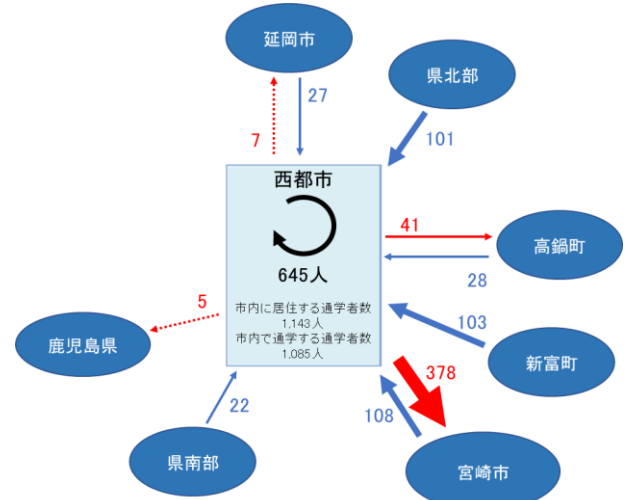 延岡市
県北部
27
7
101
西都市
645人
市内に居住する通学者数
1,143人
市内で通学する通学者数
1,085人
41
高鍋町
28
5
103
鹿児島県
新富町
378
22
108
県南部
宮崎市